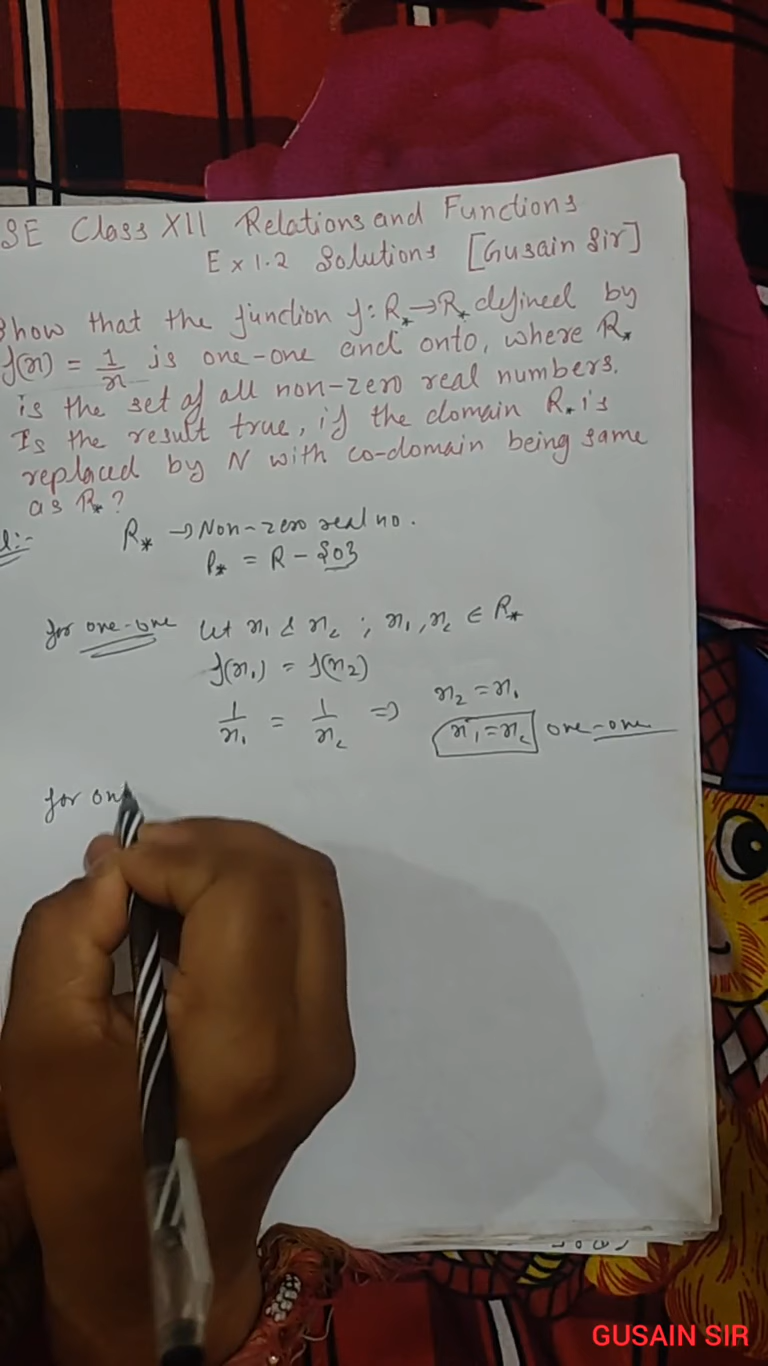 SE Class XII Relations and Functions
Ex 1.2 Solutions [Gusain Sir]
Show that the function f: R* → R* defined by
f(x) = 1/x is one-one and onto, where R*
is the set of all non-zero real numbers.
Is the result true, if the domain R* is
replaced by N with co-domain being same
as R*?
R* → Non-zero real no.
R* = R - {0}
for one-one let x₁ & x₂ ; x₁, x₂ ∈ R*
f(x₁) = f(x₂)
1/x₁ = 1/x₂ => x₂ = x₁
x₁ = x₂ one-one
for on
GUSAIN SIR